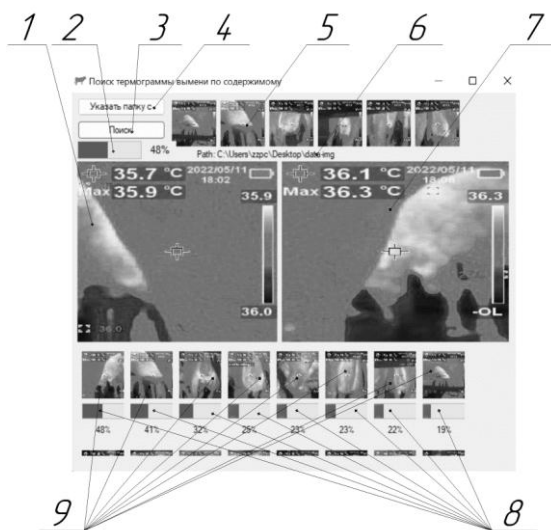 1 2 3 4 5 6 7
Поиск термограммы вымени по содержимому
Указать папку с
Поиск
48%
Path: C:\Users\zzpc\Desktop\data-img
35.7 °C 2022/05/11
18:02
Max 35.9 °C
35.9
36.0
36.0
36.1 °C 2022/05/11
Max 36.3 °C
36.3
-OL
48% 41% 32% 25% 23% 23% 22% 19%
9 8